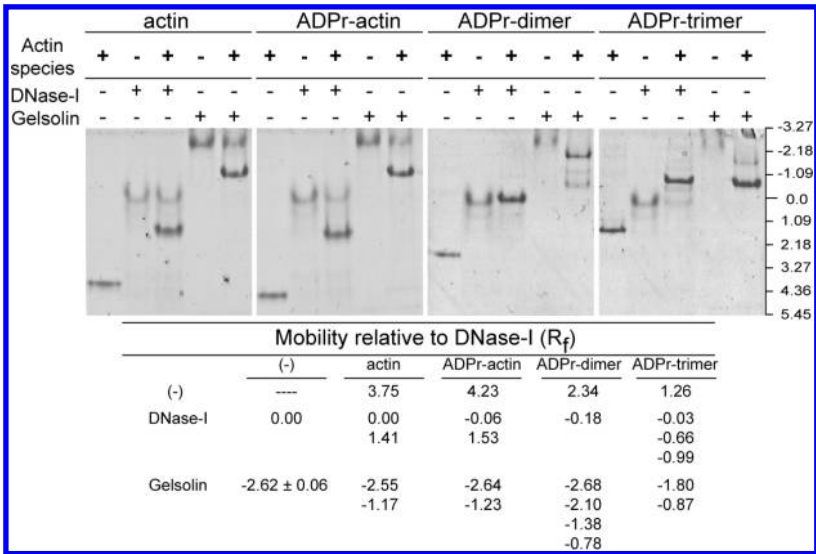 actin ADPr-actin ADPr-dimer ADPr-trimer
Actin species + - + - + + - + - + + - + - + + - + - +
DNase-I - + + - - - + + - - - + + - - - + + - -
Gelsolin - - - + + - - - + + - - - + + - - - + +
-3.27
-2.18
-1.09
0.0
1.09
2.18
3.27
4.36
5.45
Mobility relative to DNase-I (Rf)
(-) actin ADPr-actin ADPr-dimer ADPr-trimer
(-) ---- 3.75 4.23 2.34 1.26
DNase-I 0.00 0.00 -0.06 -0.18 -0.03
1.41 1.53 -0.66
-0.99
Gelsolin -2.62 ± 0.06 -2.55 -2.64 -2.68 -1.80
-1.17 -1.23 -2.10 -0.87
-1.38
-0.78